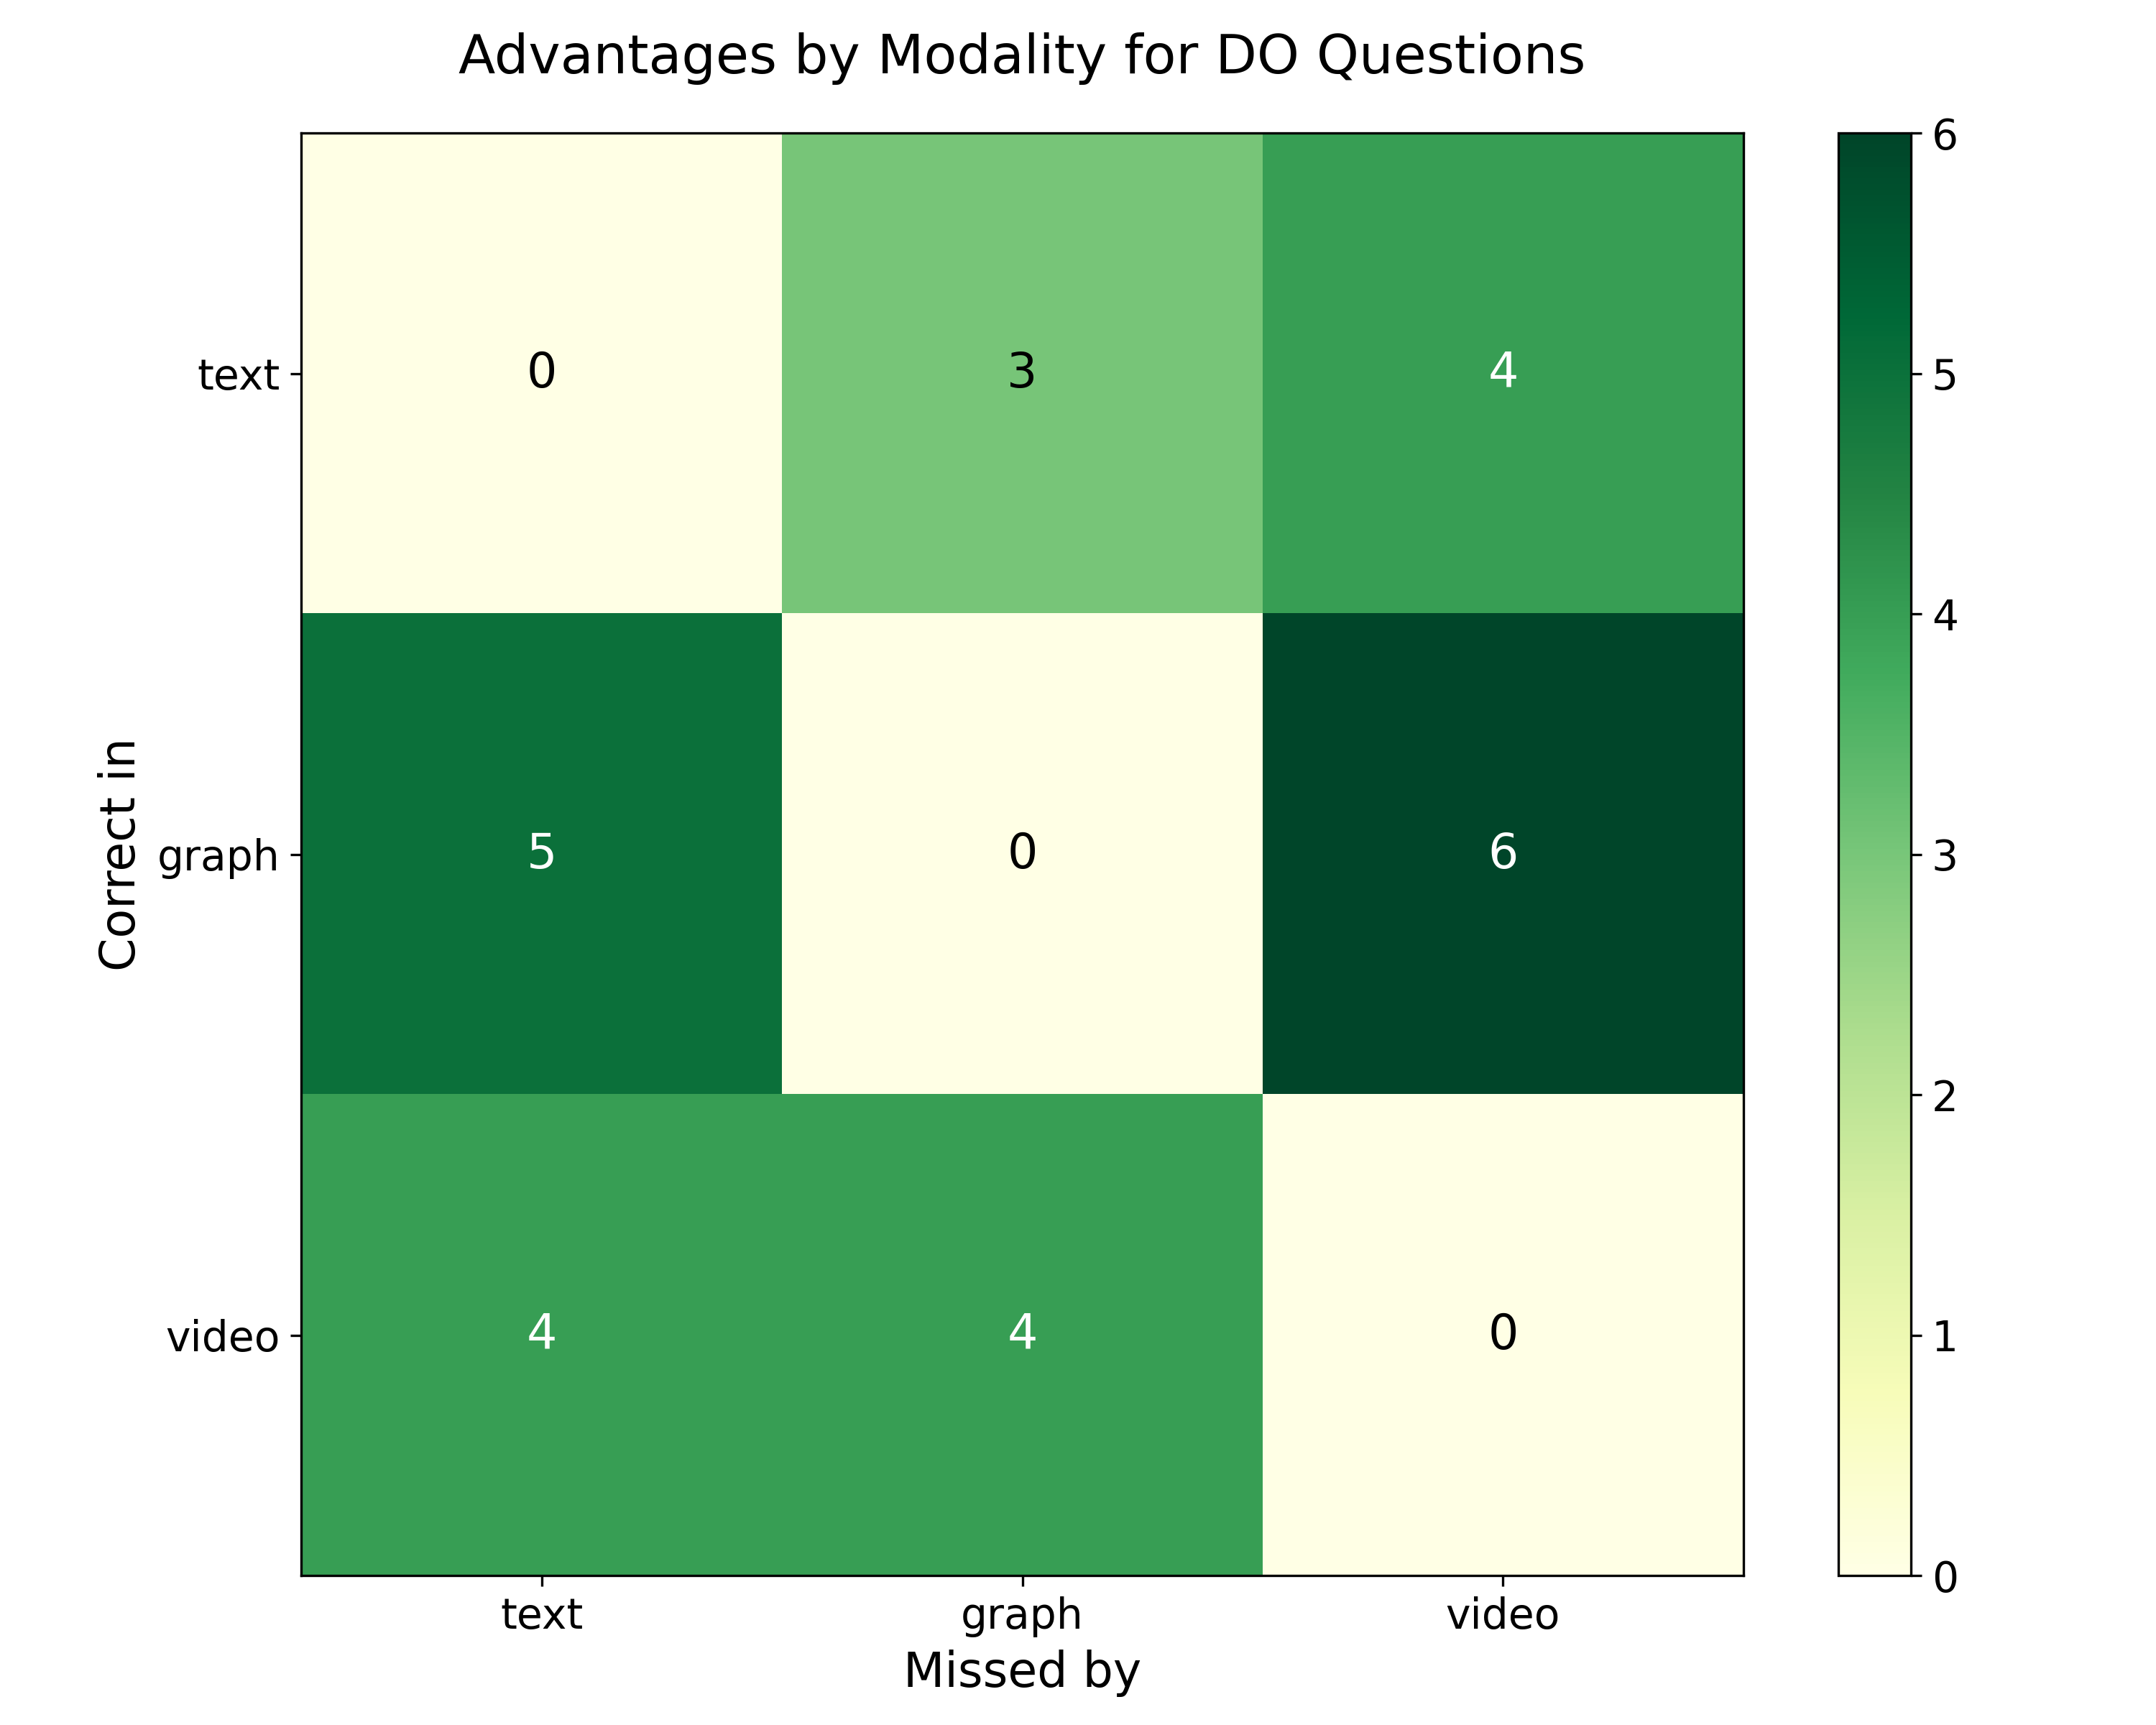 Advantages by Modality for DO Questions
Correct in
text
graph
video
0 3 4
5 0 6
4 4 0
text graph video
Missed by
6
5
4
3
2
1
0